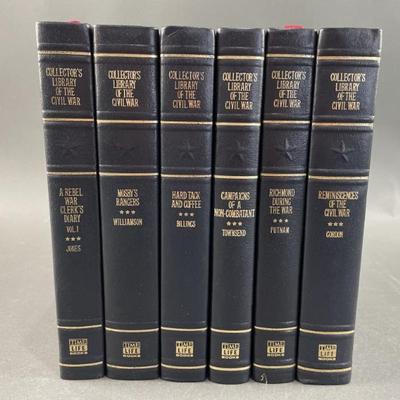 COLLECTOR'S
LIBRARY
OF THE
CIVIL WAR
A REBEL
WAR
CLERK'S
DIARY
VOL. 1
JONES
TIME
LIFE
BOOKS
COLLECTOR'S
LIBRARY
OF THE
CIVIL WAR
MOSBY'S
RANGERS
WILLIAMSON
TIME
LIFE
BOOKS
COLLECTOR'S
LIBRARY
OF THE
CIVIL WAR
HARD TACK
AND COFFEE
BILLINGS
TIME
LIFE
BOOKS
COLLECTOR'S
LIBRARY
OF THE
CIVIL WAR
CAMPAIGNS
OF A
NON-COMBATANT
TOWNSEND
TIME
LIFE
BOOKS
COLLECTOR'S
LIBRARY
OF THE
CIVIL WAR
RICHMOND
DURING
THE WAR
PUTNAM
TIME
LIFE
BOOKS
COLLECTOR'S
LIBRARY
OF THE
CIVIL WAR
REMINISCENCES
OF THE
CIVIL WAR
GORDON
TIME
LIFE
BOOKS